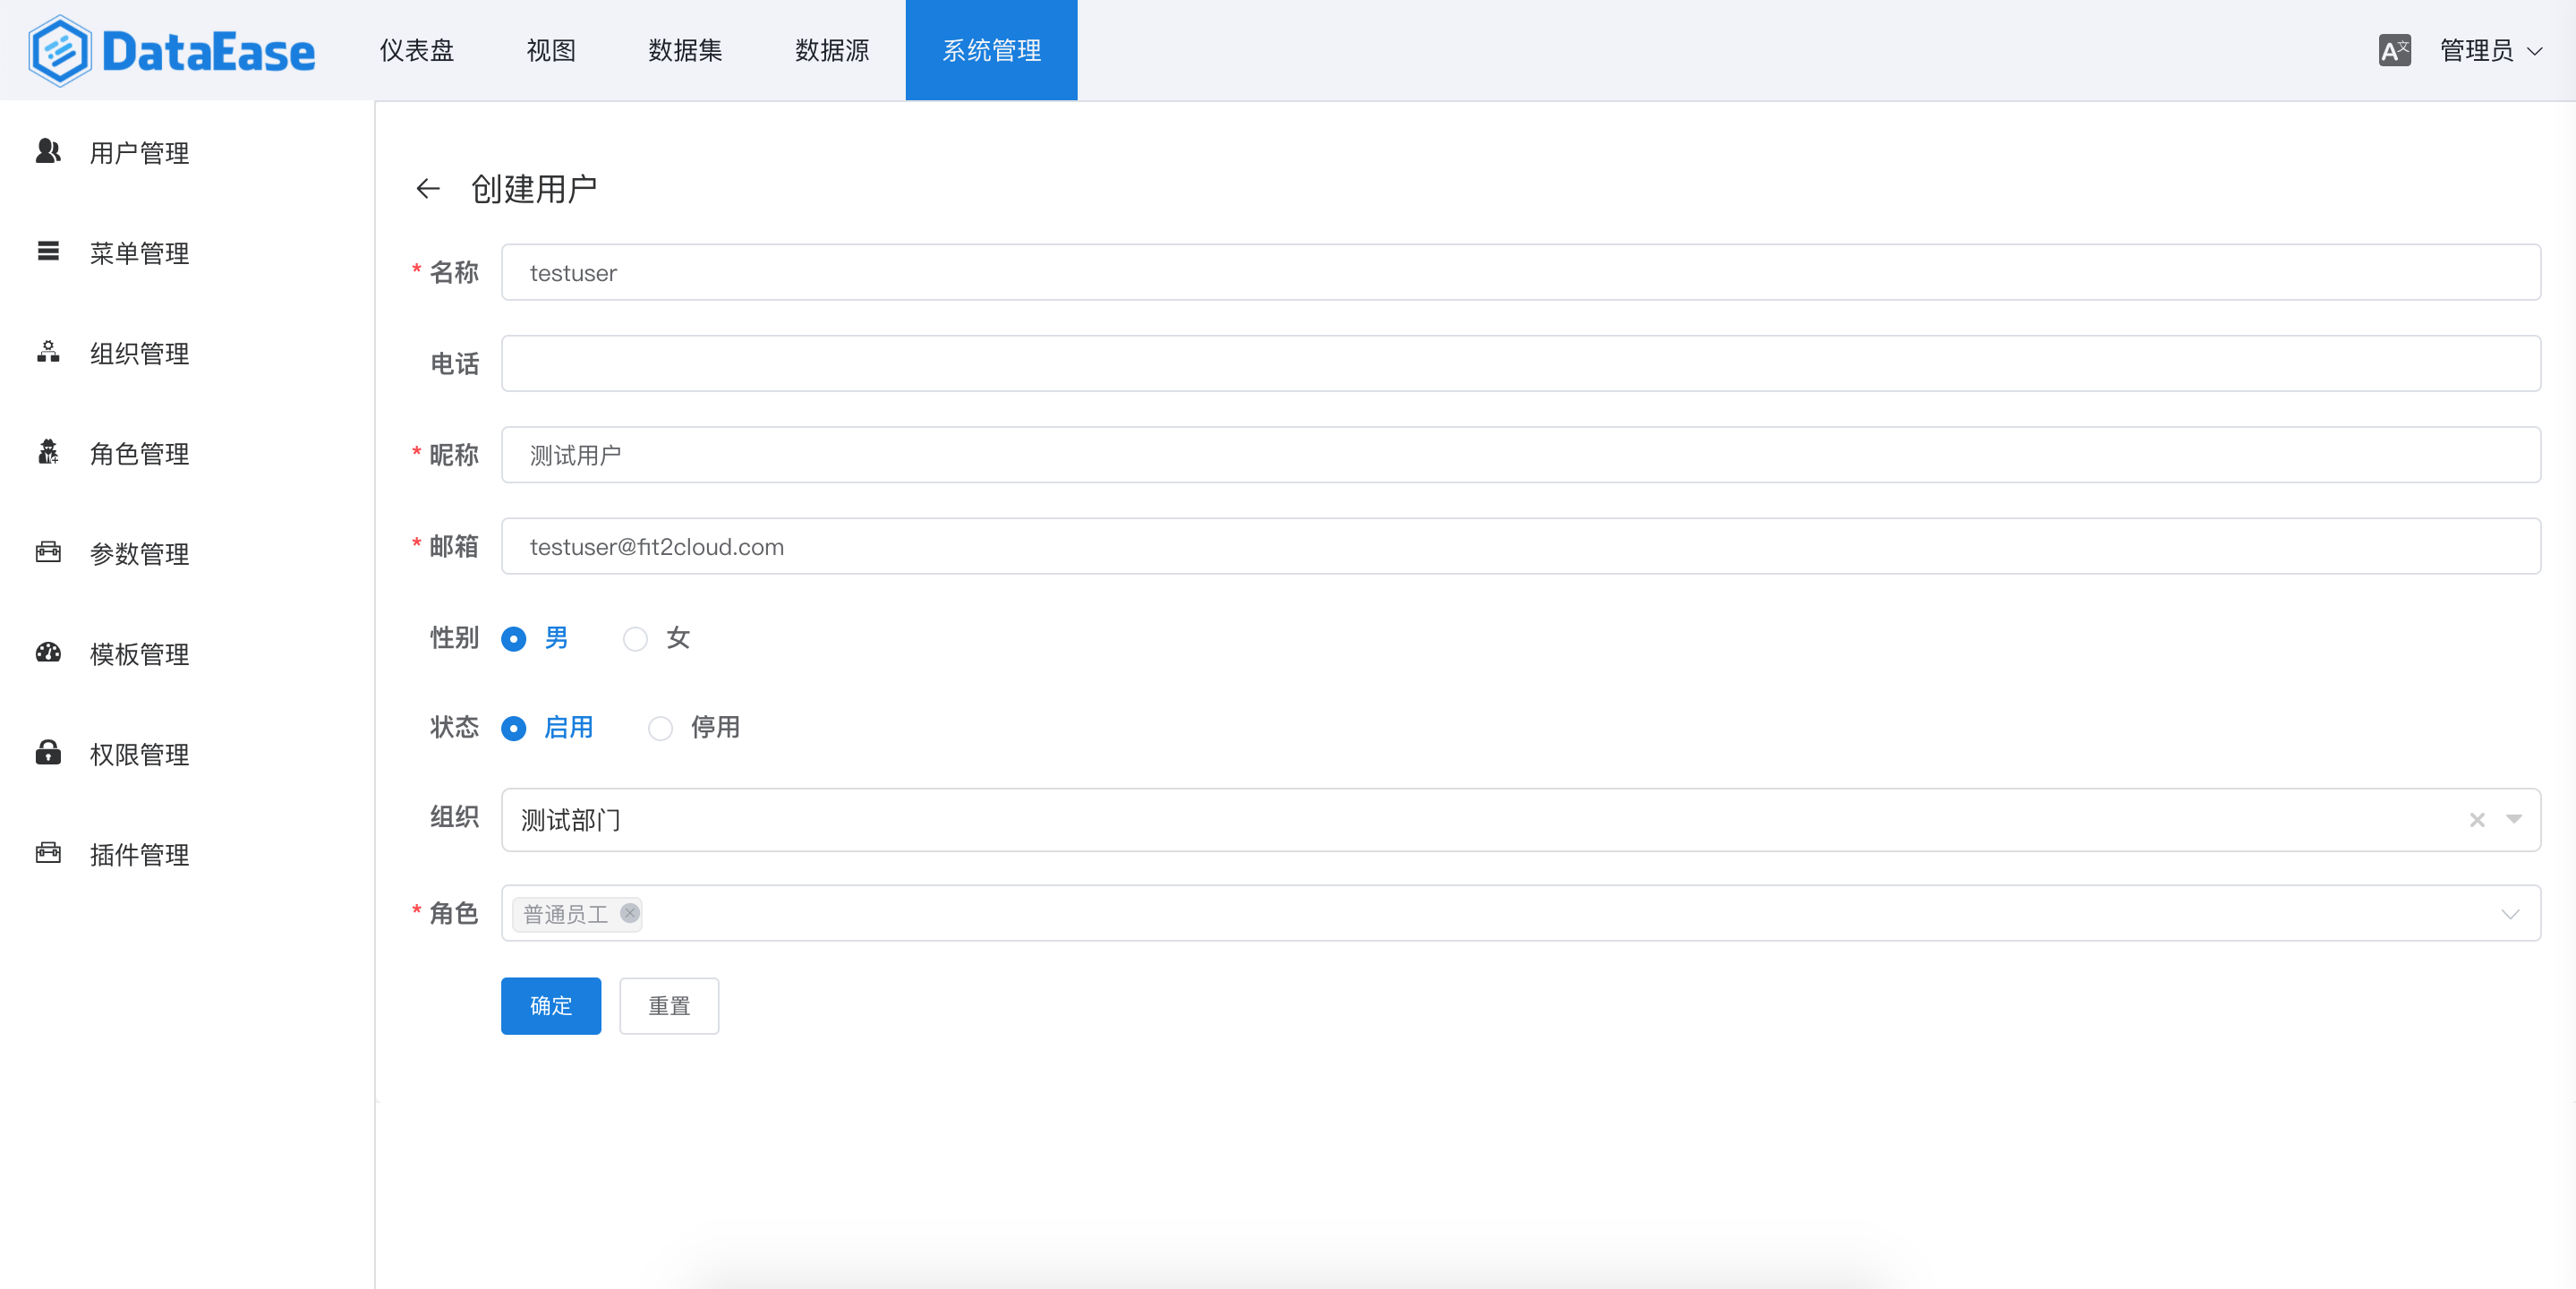 DataEase 仪表盘 视图 数据集 数据源 系统管理 管理员
用户管理
菜单管理
组织管理
角色管理
参数管理
模板管理
权限管理
插件管理
创建用户
* 名称 testuser
电话
* 昵称 测试用户
* 邮箱 testuser@fit2cloud.com
性别 男 女
状态 启用 停用
组织 测试部门
* 角色 普通员工
确定 重置